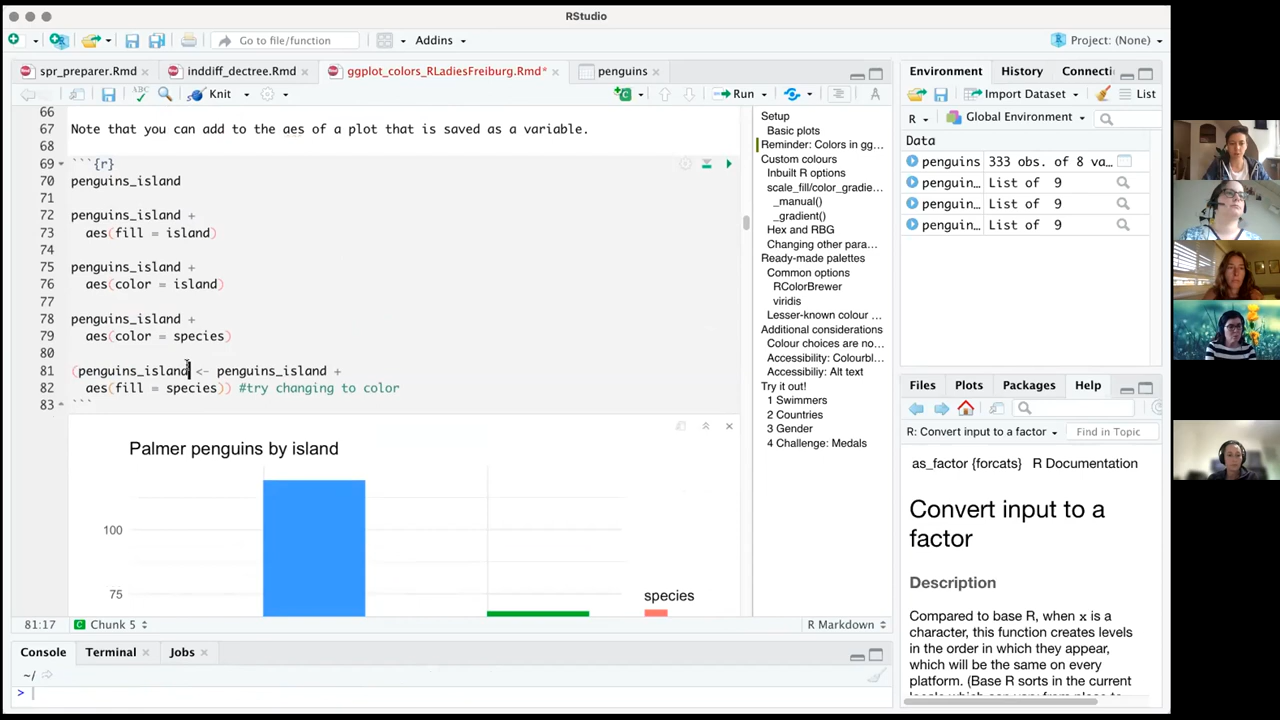 RStudio
Go to file/function
Addins
Project: (None)
spr_preparer.Rmd
inddiff_dectree.Rmd
ggplot_colors_RLadiesFreiburg.Rmd*
penguins
Knit
Run
66
67 Note that you can add to the aes of a plot that is saved as a variable.
68
69 ```{r}
70 penguins_island
71
72 penguins_island +
73 aes(fill = island)
74
75 penguins_island +
76 aes(color = island)
77
78 penguins_island +
79 aes(color = species)
80
81 (penguins_island <- penguins_island +
82 aes(fill = species)) #try changing to color
83 ```
Palmer penguins by island
100
75
species
81:17
Chunk 5
R Markdown
Console
Terminal
Jobs
~/
>
Setup
Basic plots
Reminder: Colors in gg...
Custom colours
Inbuilt R options
scale_fill/color_gradie...
_manual()
_gradient()
Hex and RBG
Changing other para...
Ready-made palettes
Common options
RColorBrewer
viridis
Lesser-known colour ...
Additional considerations
Colour choices are no...
Accessibility: Colourbl...
Accessibiliy: Alt text
Try it out!
1 Swimmers
2 Countries
3 Gender
4 Challenge: Medals
Environment
History
Connecti
Import Dataset
List
R
Global Environment
Data
penguins 333 obs. of 8 va...
penguin... List of 9
penguin... List of 9
penguin... List of 9
Files
Plots
Packages
Help
R: Convert input to a factor
Find in Topic
as_factor {forcats} R Documentation
Convert input to a
factor
Description
Compared to base R, when x is a
character, this function creates levels
in the order in which they appear,
which will be the same on every
platform. (Base R sorts in the current